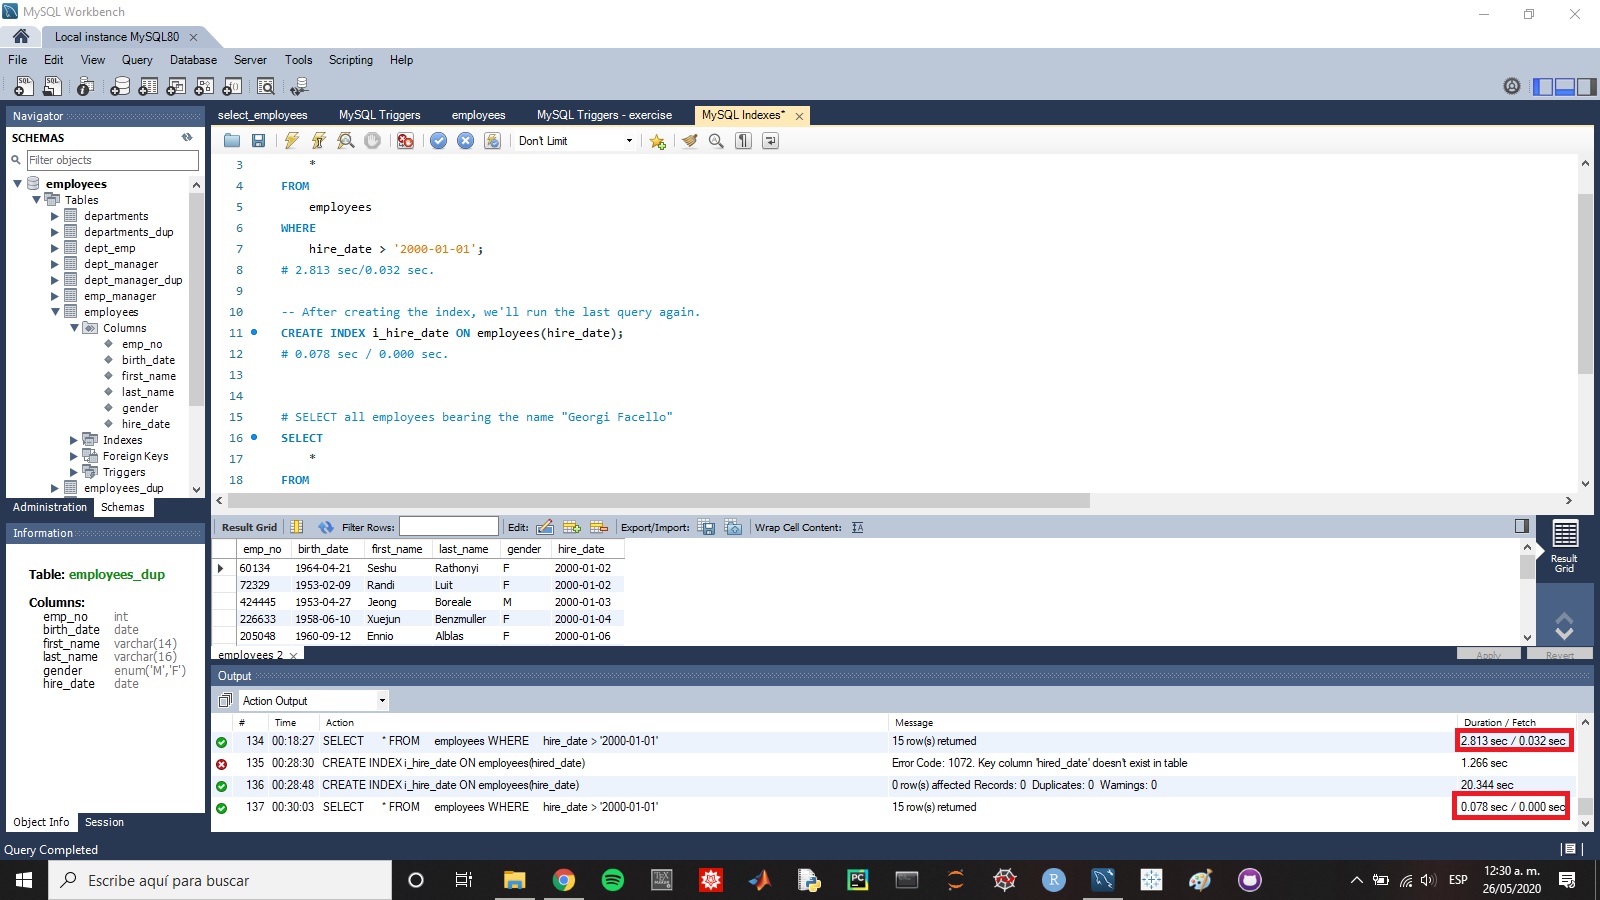 MySQL Workbench
Local instance MySQL80
File Edit View Query Database Server Tools Scripting Help
Navigator
SCHEMAS
Filter objects
employees
Tables
departments
departments_dup
dept_emp
dept_manager
dept_manager_dup
emp_manager
employees
Columns
emp_no
birth_date
first_name
last_name
gender
hire_date
Indexes
Foreign Keys
Triggers
employees_dup
Administration Schemas
Information
Table: employees_dup
Columns:
emp_no int
birth_date date
first_name varchar(14)
last_name varchar(16)
gender enum('M','F')
hire_date date
Object Info Session
select_employees MySQL Triggers employees MySQL Triggers - exercise MySQL Indexes*
Don't Limit
3 *
4 FROM
5 employees
6 WHERE
7 hire_date > '2000-01-01';
8 # 2.813 sec/0.032 sec.
9
10 -- After creating the index, we'll run the last query again.
11 CREATE INDEX i_hire_date ON employees(hire_date);
12 # 0.078 sec / 0.000 sec.
13
14
15 # SELECT all employees bearing the name "Georgi Facello"
16 SELECT
17 *
18 FROM
Result Grid Filter Rows: Edit: Export/Import: Wrap Cell Content:
emp_no birth_date first_name last_name gender hire_date
60134 1964-04-21 Seshu Rathonyi F 2000-01-02
72329 1953-02-09 Randi Luit F 2000-01-02
424445 1953-04-27 Jeong Boreale M 2000-01-03
226633 1958-06-10 Xuejun Benzmuller F 2000-01-04
205048 1960-09-12 Ennio Alblas F 2000-01-06
Result
Grid
employees 2 Apply Revert
Output
Action Output
# Time Action Message Duration / Fetch
134 00:18:27 SELECT * FROM employees WHERE hire_date > '2000-01-01' 15 row(s) returned 2.813 sec / 0.032 sec
135 00:28:30 CREATE INDEX i_hire_date ON employees(hired_date) Error Code: 1072. Key column 'hired_date' doesn't exist in table 1.266 sec
136 00:28:48 CREATE INDEX i_hire_date ON employees(hire_date) 0 row(s) affected Records: 0 Duplicates: 0 Warnings: 0 20.344 sec
137 00:30:03 SELECT * FROM employees WHERE hire_date > '2000-01-01' 15 row(s) returned 0.078 sec / 0.000 sec
Query Completed
Escribe aquí para buscar
ESP
12:30 a. m.
26/05/2020